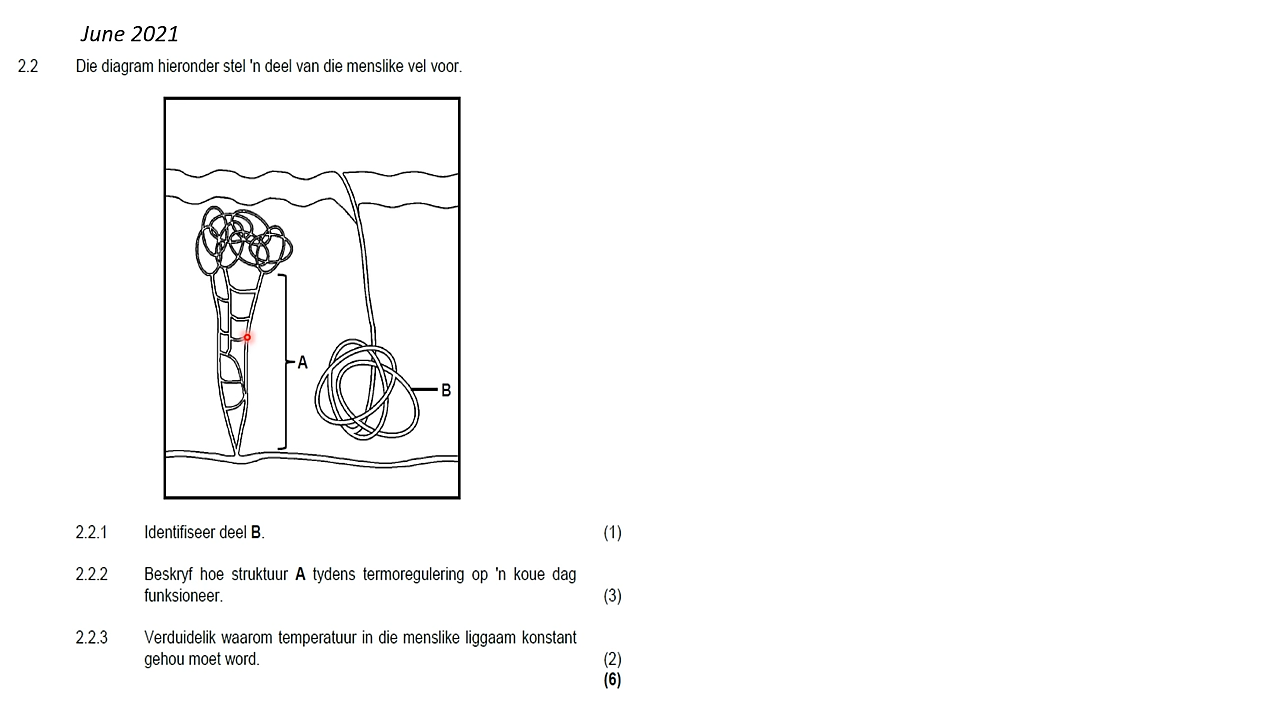 June 2021
2.2 Die diagram hieronder stel 'n deel van die menslike vel voor.
A
B
2.2.1 Identifiseer deel B. (1)
2.2.2 Beskryf hoe struktuur A tydens termoregulering op 'n koue dag
funksioneer. (3)
2.2.3 Verduidelik waarom temperatuur in die menslike liggaam konstant
gehou moet word. (2)
(6)